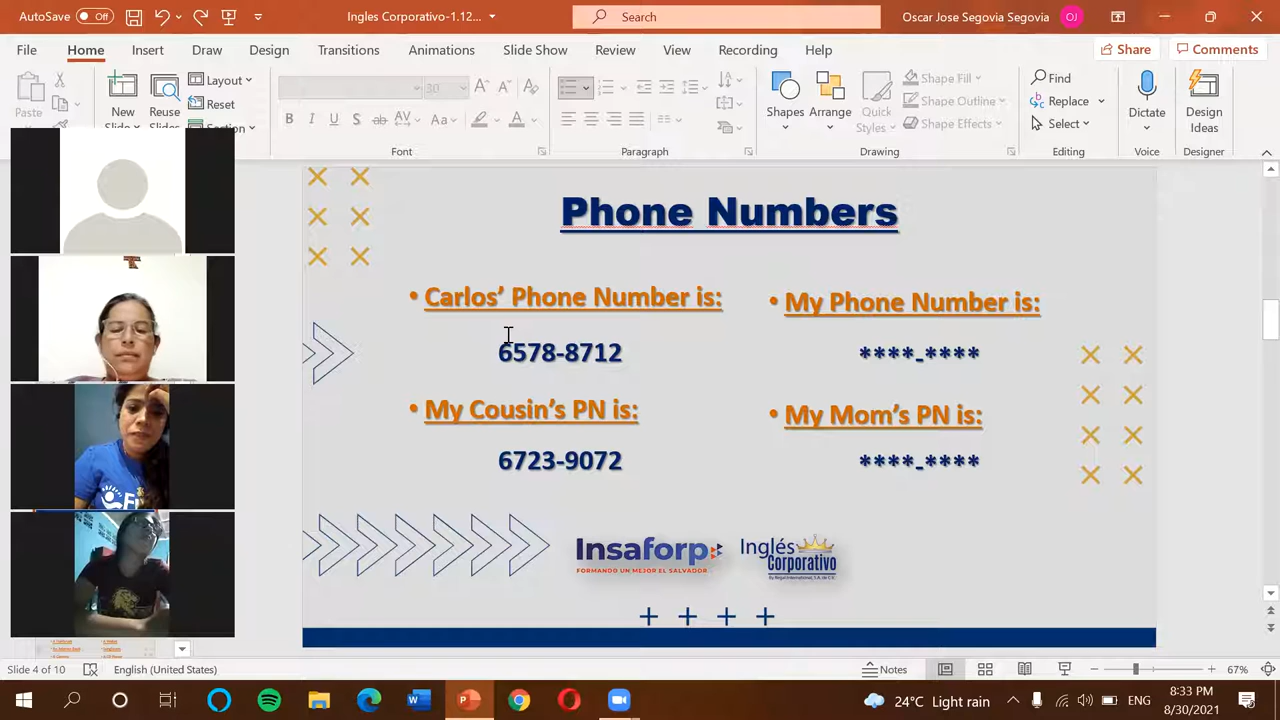 AutoSave Off Ingles Corporativo-1.12... Search Oscar Jose Segovia Segovia OJ
File Home Insert Draw Design Transitions Animations Slide Show Review View Recording Help Share Comments
Paste New Slide Reuse Slides Layout Reset Section
Shapes Arrange Quick Styles Shape Fill Shape Outline Shape Effects Find Replace Select Dictate Design Ideas
Font Paragraph Drawing Editing Voice Designer
Phone Numbers
• Carlos’ Phone Number is:
6578-8712
• My Cousin’s PN is:
6723-9072
• My Phone Number is:
****-****
• My Mom’s PN is:
****-****
Insaforp
FORMANDO UN MEJOR EL SALVADOR
Inglés
Corporativo
By Regal International, S.A. de C.V.
Slide 4 of 10 English (United States) Notes 67%
24°C Light rain ENG 8:33 PM
8/30/2021